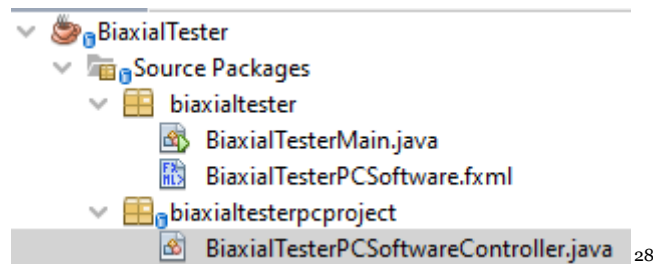 BiaxialTester
Source Packages
biaxialtester
BiaxialTesterMain.java
BiaxialTesterPCSoftware.fxml
biaxialtesterpcproject
BiaxialTesterPCSoftwareController.java 28